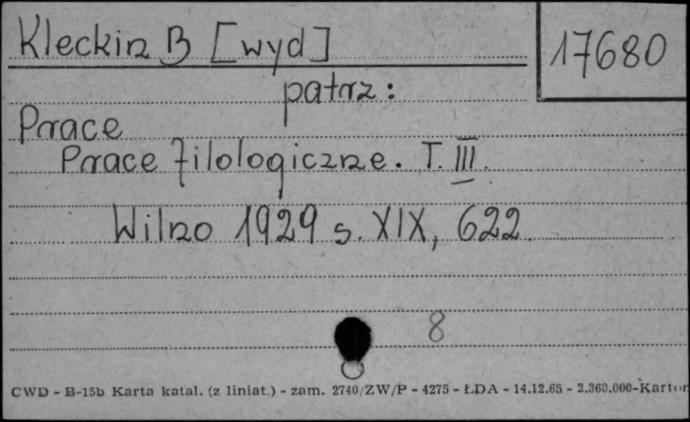 Kleckin B [wyd]
17680
patrz:
Prace
Prace filologiczne. T. III.
Wilno 1929 s. XIX, 622.
8
CWD - B-15b Karta katal. (z liniat.) - zam. 2740/ZW/P - 4275 - ŁDA - 14.12.65 - 2.360.000-Karton